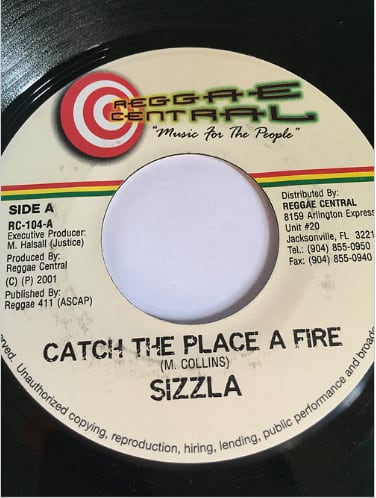 REGGAE
CENTRAL
"Music For The People"
SIDE A
RC-104-A
Executive Producer:
M. Halsall (Justice)
Produced By:
Reggae Central
(C) (P) 2001
Published By:
Reggae 411 (ASCAP)
Distributed By:
REGGAE CENTRAL
8159 Arlington Express
Unit #20
Jacksonville, FL 3221
Tel.: (904) 855-0950
Fax: (904) 855-0940
CATCH THE PLACE A FIRE
(M. COLLINS)
SIZZLA
Unauthorized copying, reproduction, hiring, lending, public performance and broad